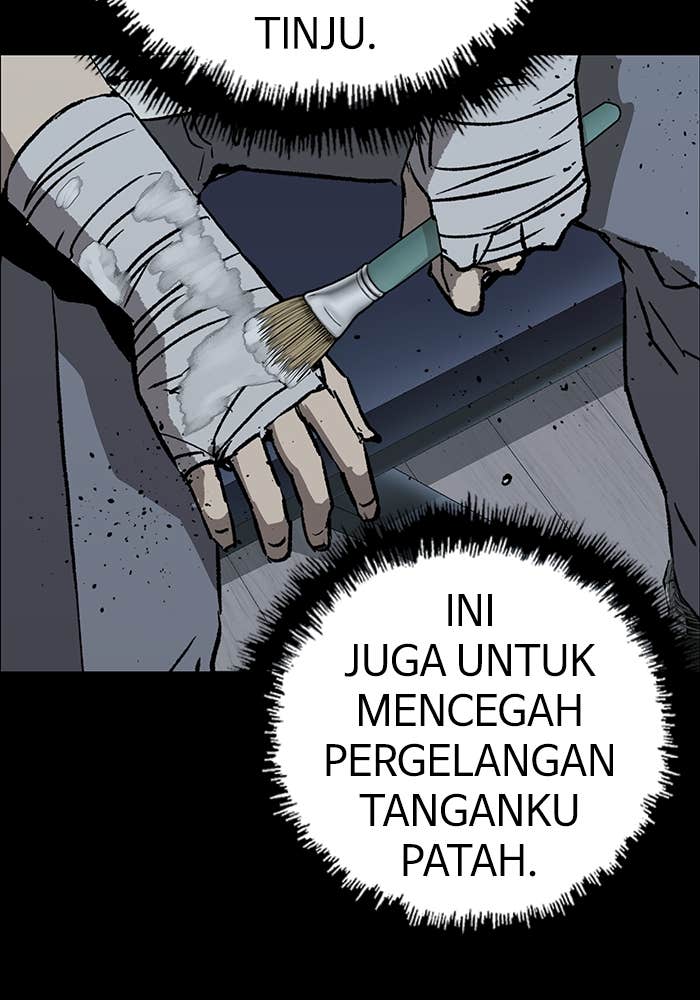 TINJU.
INI
JUGA UNTUK
MENCEGAH
PERGELANGAN
TANGANKU
PATAH.